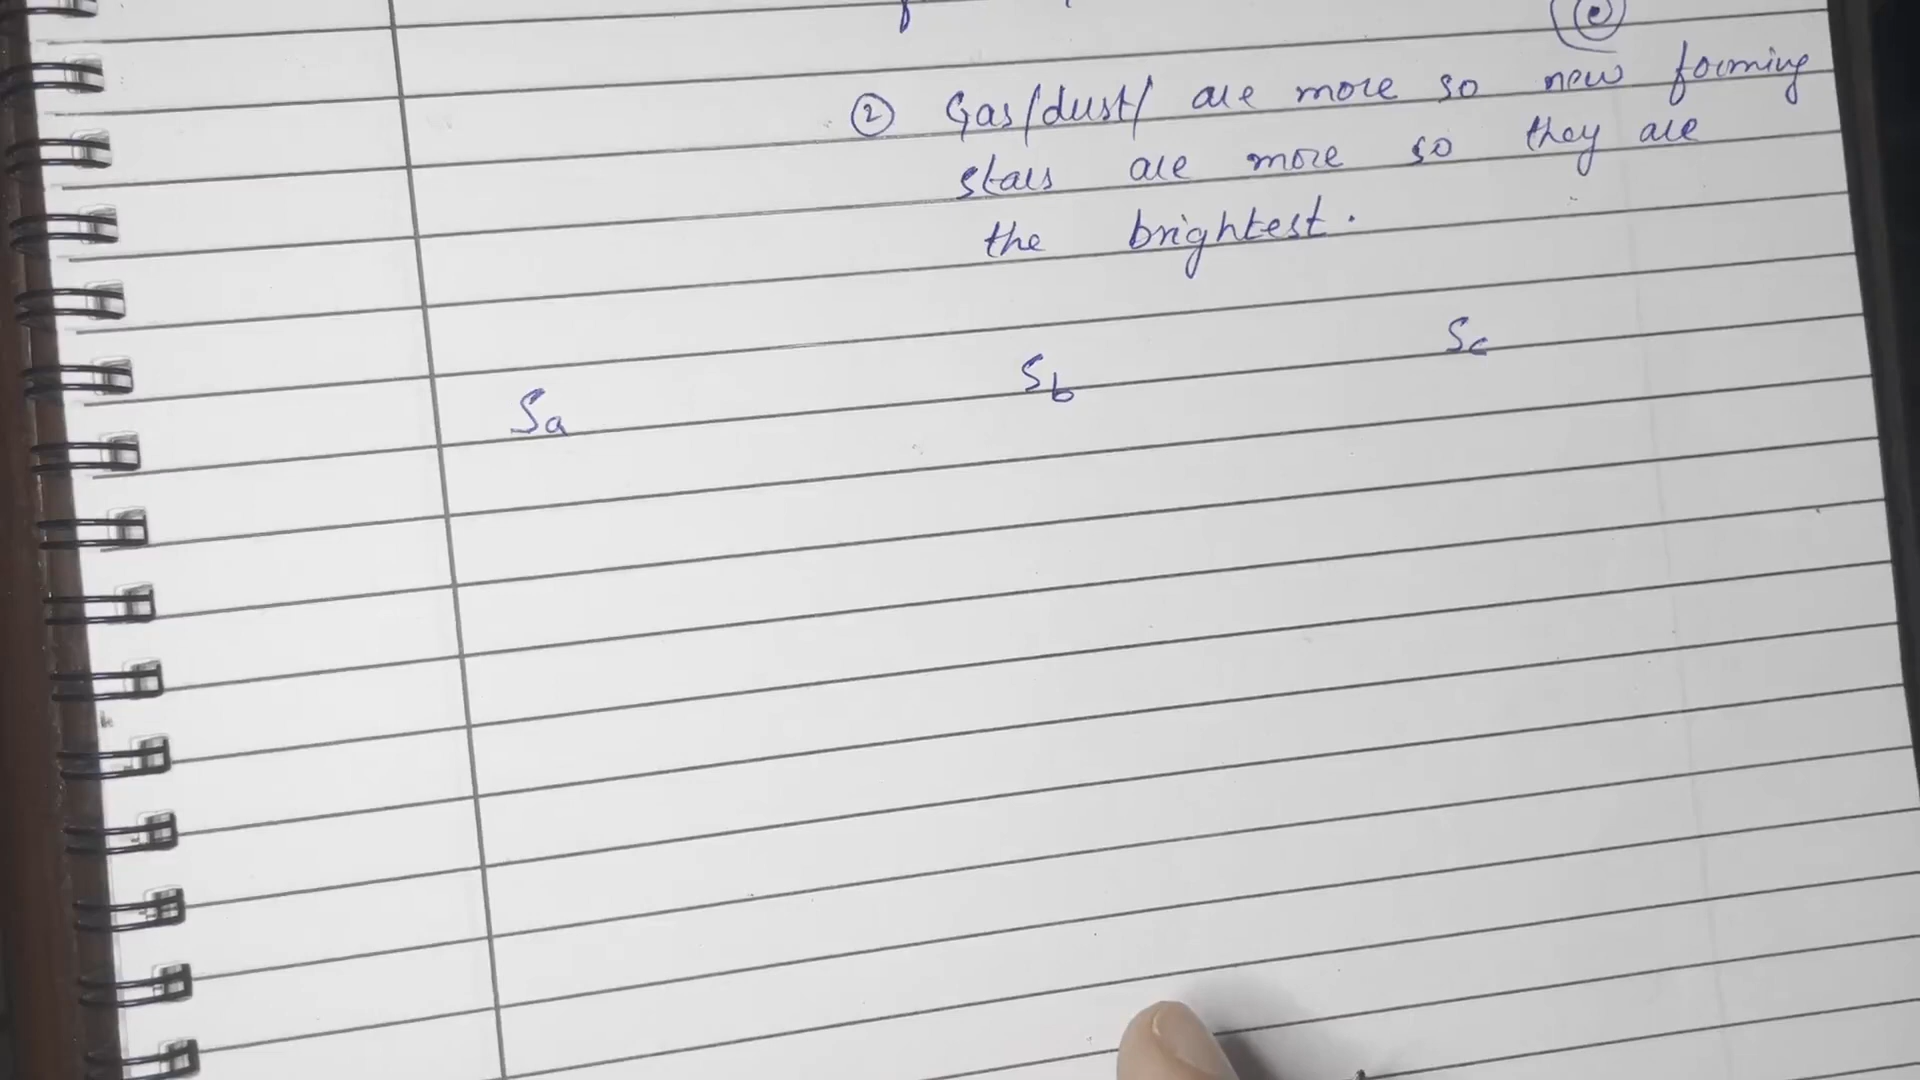 ② Gas/dust/ are more so new forming
stars are more so they are
the brightest.
Sa Sb Sc